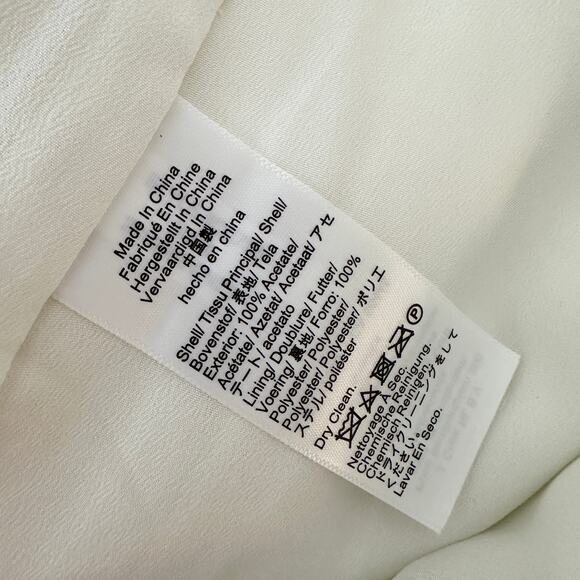 Made In China
Fabriqué En Chine
Hergestellt In China
Vervaardigd In China
中国製
hecho en china
Shell/ Tissu Principal/ Shell/
Bovenstof/ 表地/ Tela
Exterior: 100% Acetate/
Acétate/ Azetat/ Acetaat/ アセ
テート/ acetato
Lining/ Doublure/ Futter/
Voering/ 裏地/ Forro: 100%
Polyester/ Polyester/
Polyester/ Polyester/ ポリエ
ステル/ poliéster
Dry Clean.
P
Nettoyage À Sec.
Chemische Reinigung.
Chemisch Reinigen.
ドライクリーニングをして
ください。
Lavar En Seco.